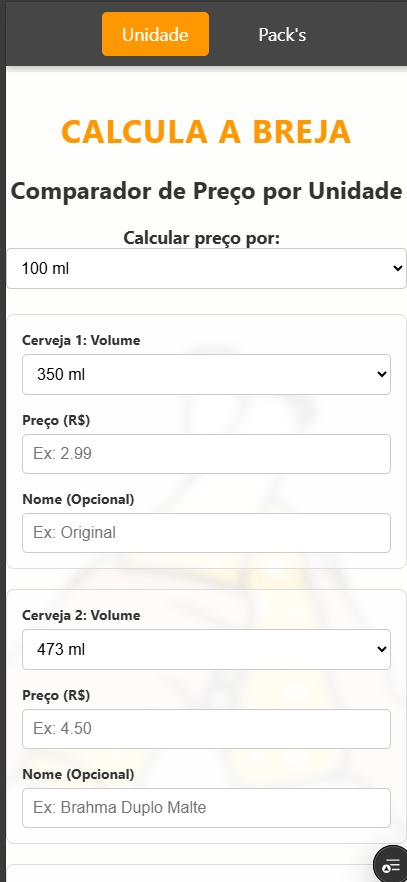 Unidade Pack's
CALCULA A BREJA
Comparador de Preço por Unidade
Calcular preço por:
100 ml
Cerveja 1: Volume
350 ml
Preço (R$)
Ex: 2.99
Nome (Opcional)
Ex: Original
Cerveja 2: Volume
473 ml
Preço (R$)
Ex: 4.50
Nome (Opcional)
Ex: Brahma Duplo Malte